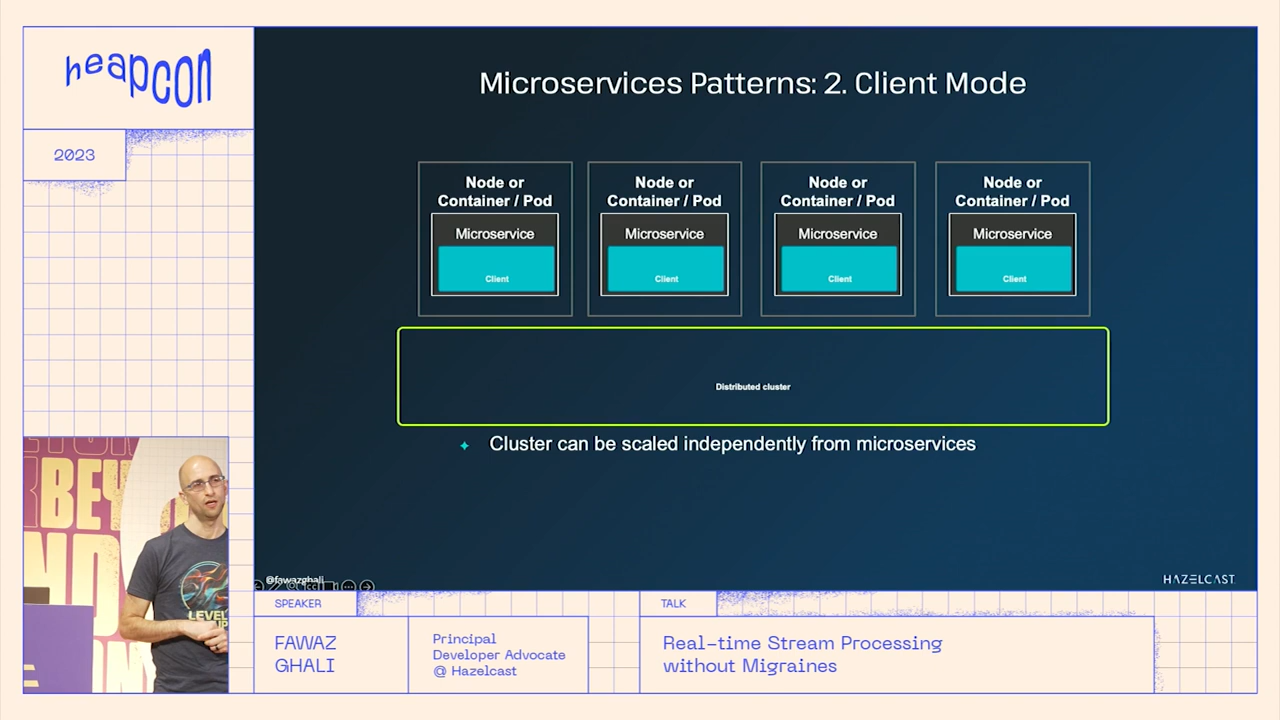 heapcon
2023
Microservices Patterns: 2. Client Mode
Node or
Container / Pod
Microservice
Client
Node or
Container / Pod
Microservice
Client
Node or
Container / Pod
Microservice
Client
Node or
Container / Pod
Microservice
Client
Distributed cluster
Cluster can be scaled independently from microservices
@fawazghali
HAZELCAST
BEY
LEVEL
SPEAKER
FAWAZ
GHALI
Principal
Developer Advocate
@ Hazelcast
TALK
Real-time Stream Processing
without Migraines